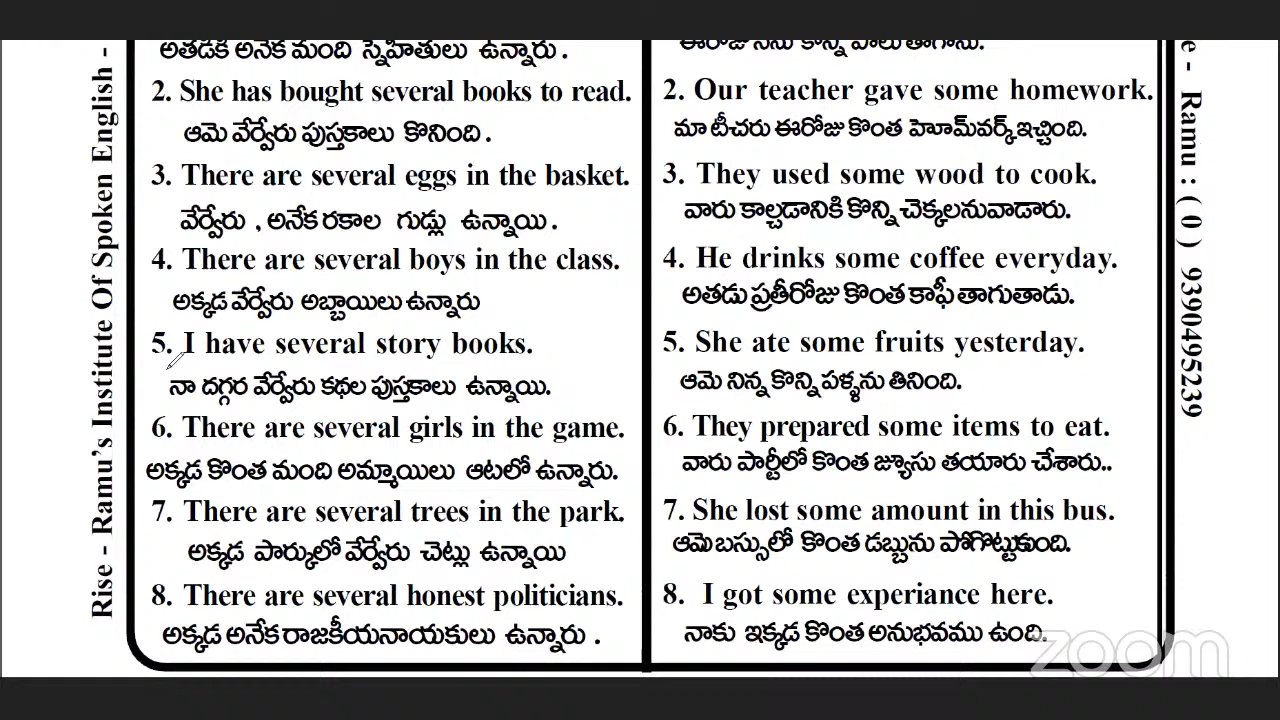 Rise - Ramu's Institute Of Spoken English -
అతడికి అనేక మంది స్నేహితులు ఉన్నారు .
2. She has bought several books to read.
ఆమె వేర్వేరు పుస్తకాలు కొనింది .
3. There are several eggs in the basket.
వేర్వేరు , అనేక రకాల గుడ్లు ఉన్నాయి .
4. There are several boys in the class.
అక్కడ వేర్వేరు అబ్బాయిలు ఉన్నారు
5. I have several story books.
నా దగ్గర వేర్వేరు కథల పుస్తకాలు ఉన్నాయి.
6. There are several girls in the game.
అక్కడ కొంత మంది అమ్మాయిలు ఆటలో ఉన్నారు.
7. There are several trees in the park.
అక్కడ పార్కులో వేర్వేరు చెట్లు ఉన్నాయి
8. There are several honest politicians.
అక్కడ అనేక రాజకీయనాయకులు ఉన్నారు .
2. Our teacher gave some homework.
మా టీచరు ఈరోజు కొంత హెూమ్‌వర్క్ ఇచ్చింది.
3. They used some wood to cook.
వారు కాల్చడానికి కొన్ని చెక్కలను వాడారు.
4. He drinks some coffee everyday.
అతడు ప్రతీరోజు కొంత కాఫీ తాగుతాడు.
5. She ate some fruits yesterday.
ఆమె నిన్న కొన్ని పళ్ళను తినింది.
6. They prepared some items to eat.
వారు పార్టీలో కొంత జ్యూసు తయారు చేశారు..
7. She lost some amount in this bus.
ఆమె బస్సులో కొంత డబ్బును పోగొట్టుకుంది.
8. I got some experiance here.
నాకు ఇక్కడ కొంత అనుభవము ఉంది.
e - Ramu : ( 0 ) 9390495239
zoom